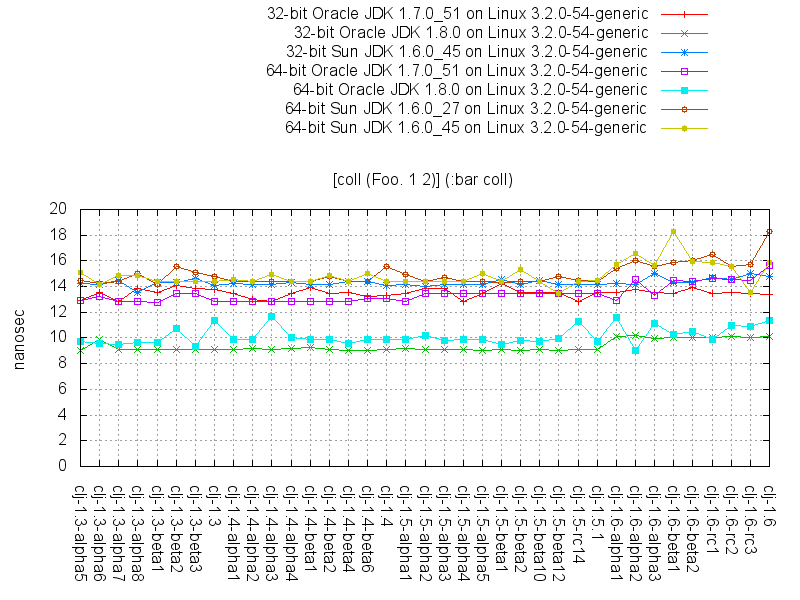 32-bit Oracle JDK 1.7.0_51 on Linux 3.2.0-54-generic
32-bit Oracle JDK 1.8.0 on Linux 3.2.0-54-generic
32-bit Sun JDK 1.6.0_45 on Linux 3.2.0-54-generic
64-bit Oracle JDK 1.7.0_51 on Linux 3.2.0-54-generic
64-bit Oracle JDK 1.8.0 on Linux 3.2.0-54-generic
64-bit Sun JDK 1.6.0_27 on Linux 3.2.0-54-generic
64-bit Sun JDK 1.6.0_45 on Linux 3.2.0-54-generic
[coll (Foo. 1 2)] (:bar coll)
20
18
16
14
12
10
8
6
4
2
0
nanosec
clj-1.3-alpha5
clj-1.3-alpha6
clj-1.3-alpha7
clj-1.3-alpha8
clj-1.3-beta1
clj-1.3-beta2
clj-1.3-beta3
clj-1.3
clj-1.4-alpha1
clj-1.4-alpha2
clj-1.4-alpha3
clj-1.4-alpha4
clj-1.4-beta1
clj-1.4-beta2
clj-1.4-beta4
clj-1.4-beta6
clj-1.4
clj-1.5-alpha1
clj-1.5-alpha2
clj-1.5-alpha3
clj-1.5-alpha4
clj-1.5-alpha5
clj-1.5-beta1
clj-1.5-beta2
clj-1.5-beta10
clj-1.5-beta12
clj-1.5-rc14
clj-1.5.1
clj-1.6-alpha1
clj-1.6-alpha2
clj-1.6-alpha3
clj-1.6-beta1
clj-1.6-beta2
clj-1.6-rc1
clj-1.6-rc2
clj-1.6-rc3
clj-1.6